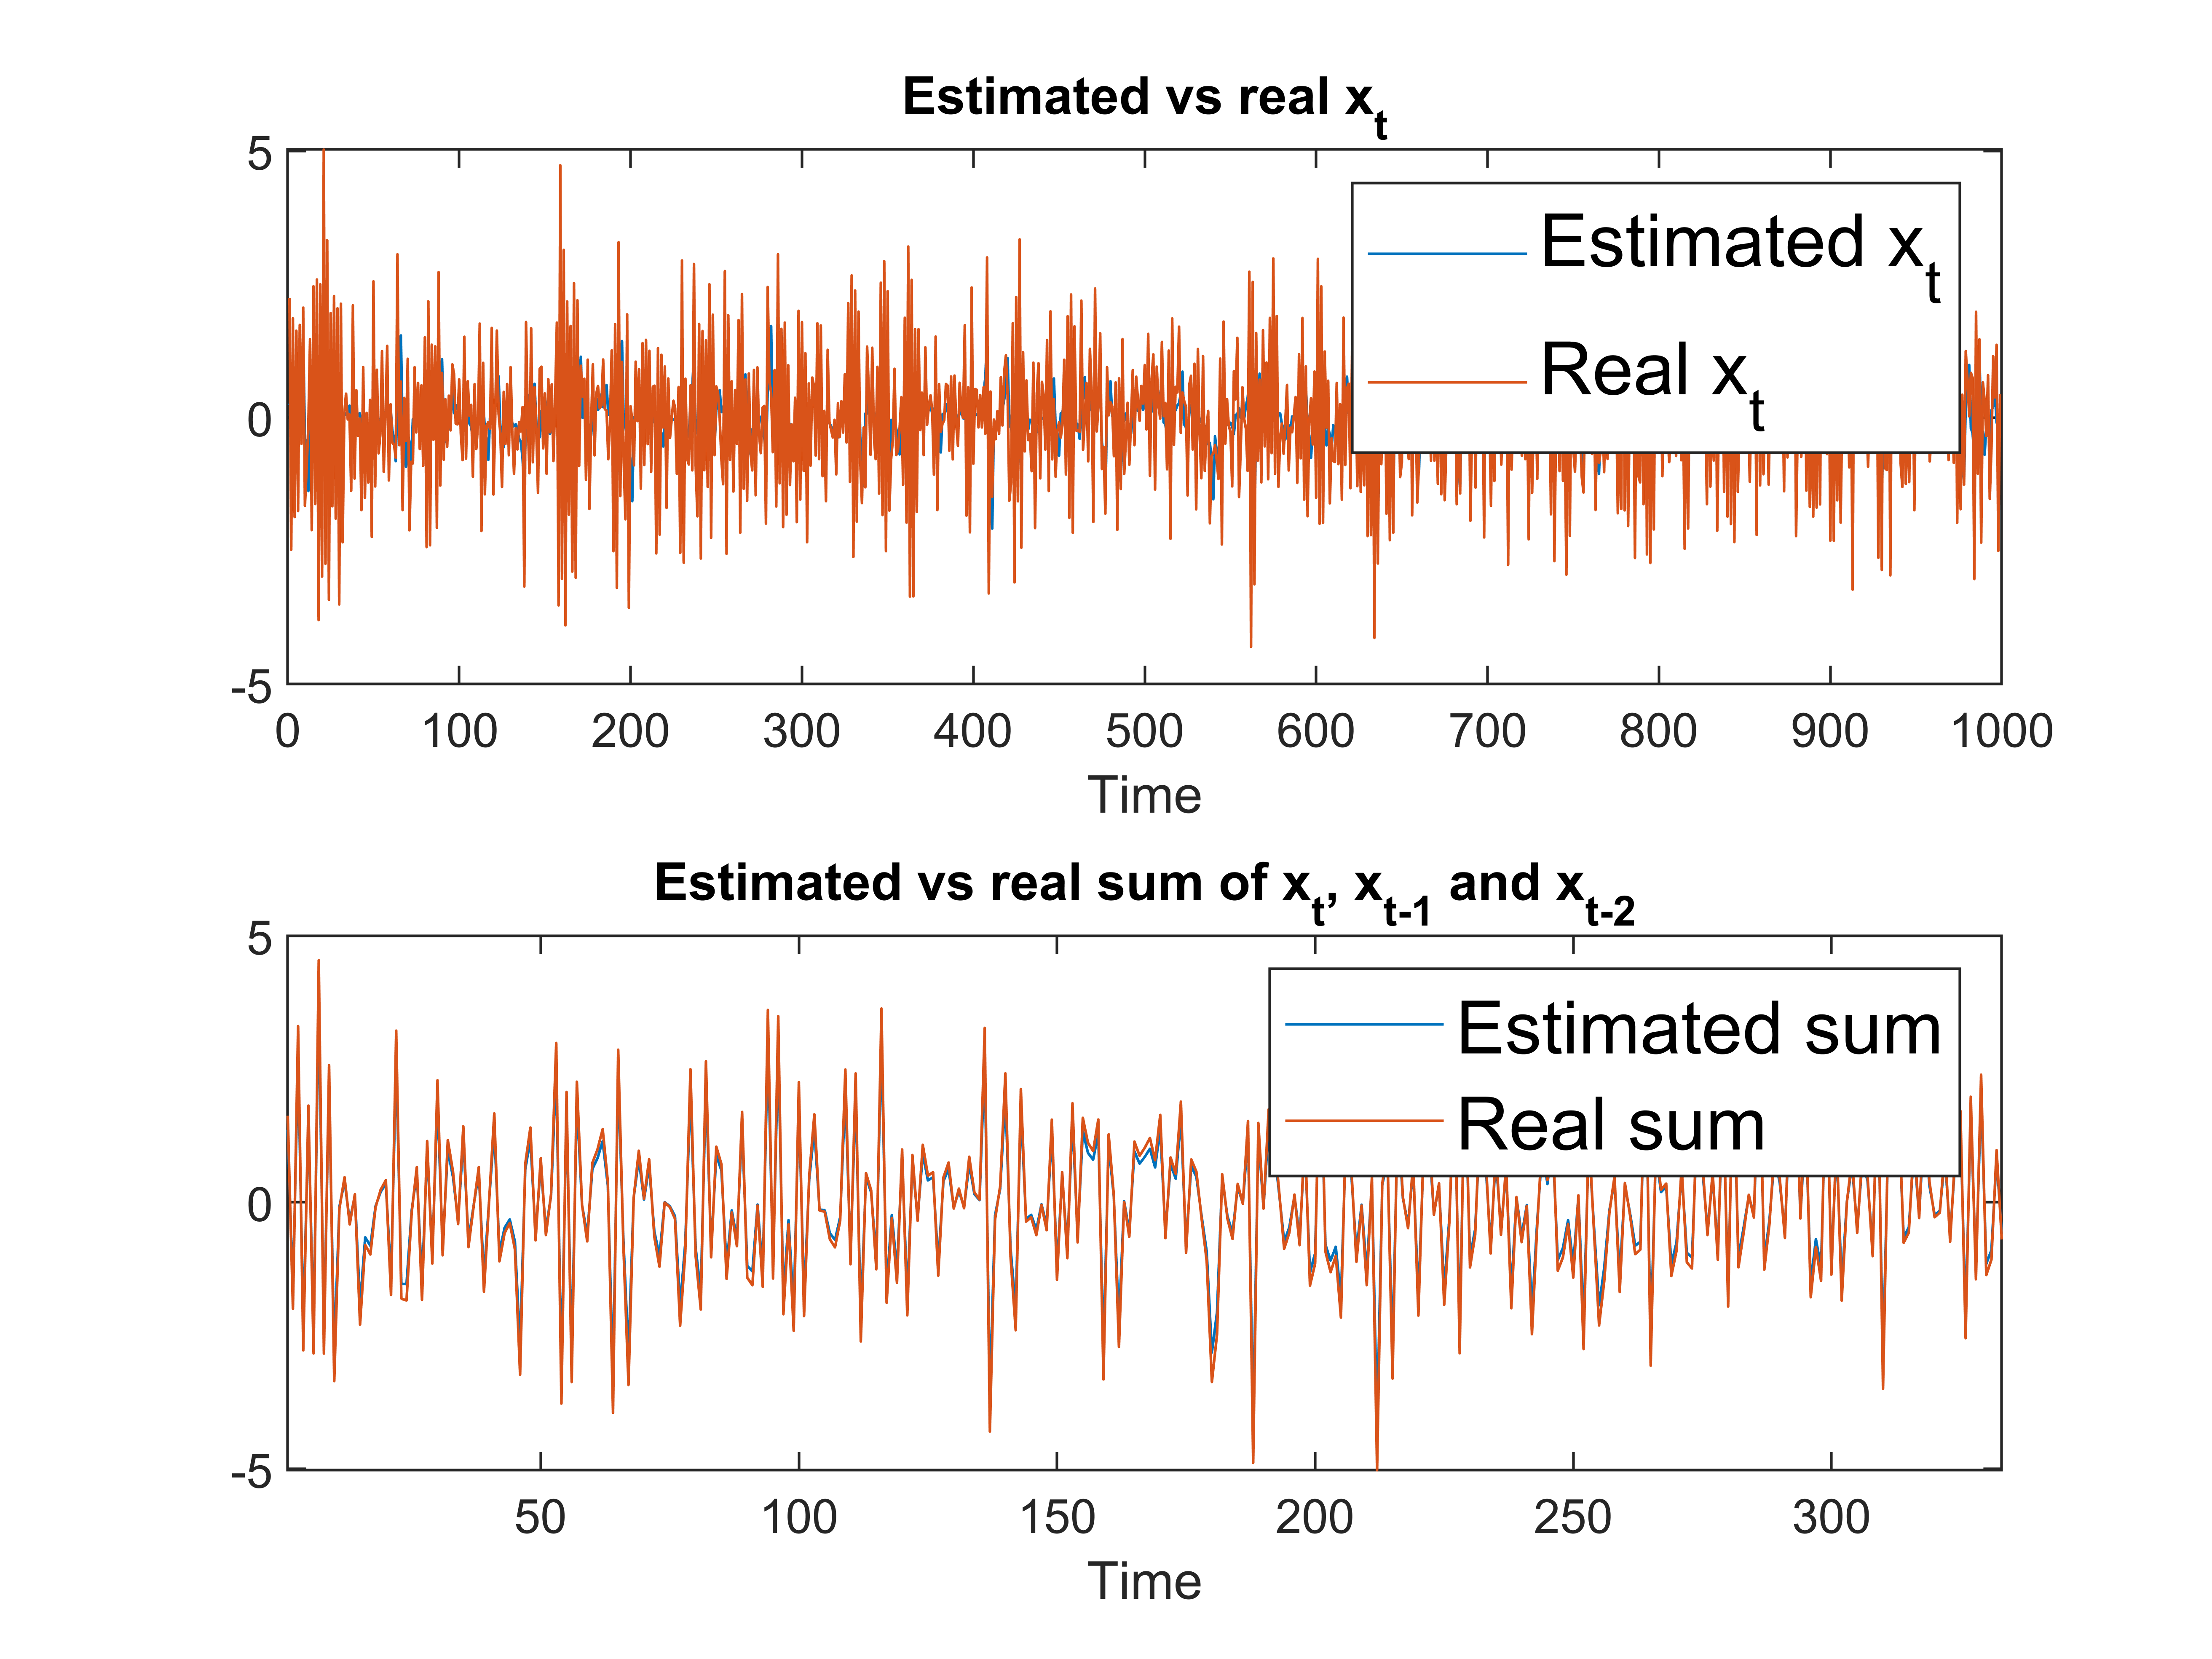 Estimated vs real x_t
5
0
-5
Estimated x_t
Real x_t
0 100 200 300 400 500 600 700 800 900 1000
Time
Estimated vs real sum of x_t, x_t-1 and x_t-2
5
0
-5
Estimated sum
Real sum
50 100 150 200 250 300
Time